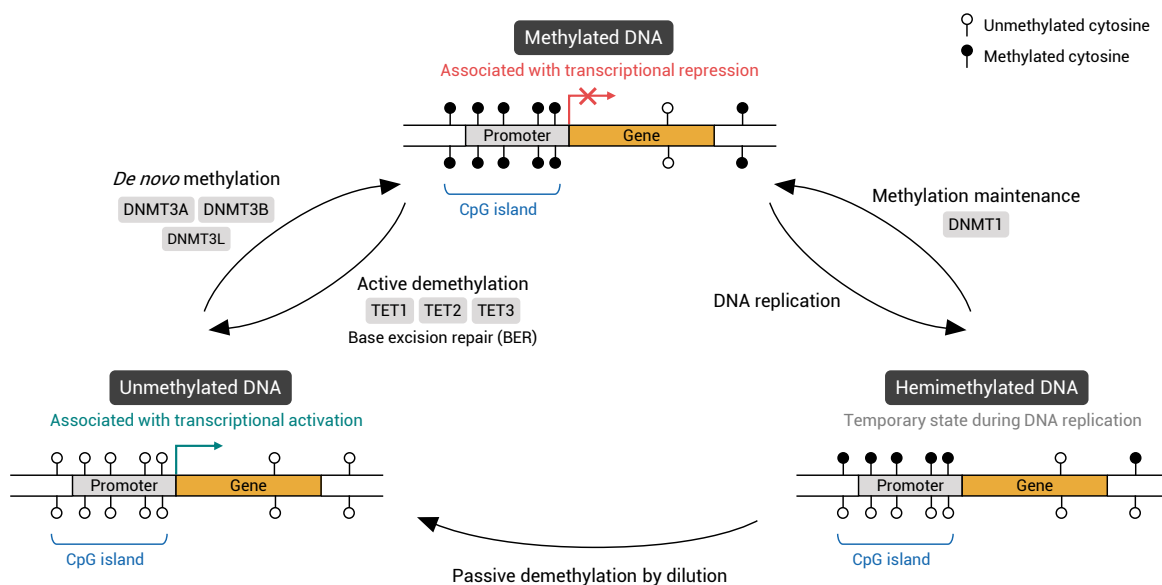 Methylated DNA
Associated with transcriptional repression
Unmethylated cytosine
Methylated cytosine
Promoter
Gene
CpG island
De novo methylation
DNMT3A
DNMT3B
DNMT3L
Active demethylation
TET1
TET2
TET3
Base excision repair (BER)
Methylation maintenance
DNMT1
DNA replication
Unmethylated DNA
Associated with transcriptional activation
Promoter
Gene
CpG island
Hemimethylated DNA
Temporary state during DNA replication
Promoter
Gene
CpG island
Passive demethylation by dilution